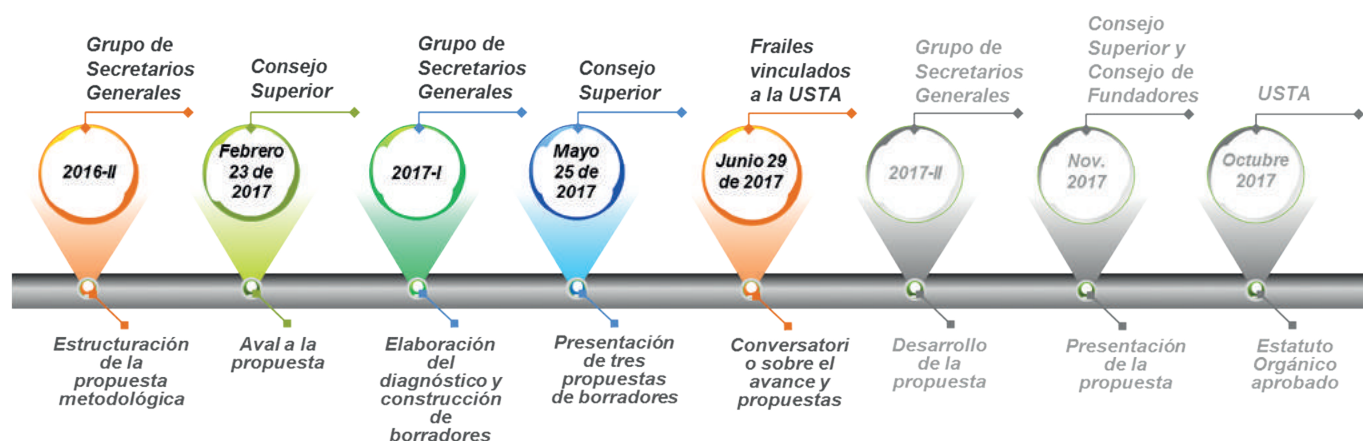 Grupo de
Secretarios
Generales
2016-II
Estructuración
de la
propuesta
metodológica
Consejo
Superior
Febrero
23 de
2017
Aval a la
propuesta
Grupo de
Secretarios
Generales
2017-I
Elaboración
del
diagnóstico y
construcción
de
borradores
Consejo
Superior
Mayo
25 de
2017
Presentación
de tres
propuestas
de borradores
Frailes
vinculados
a la USTA
Junio 29
de 2017
Conversatori
o sobre el
avance y
propuestas
Grupo de
Secretarios
Generales
2017-II
Desarrollo
de la
propuesta
Consejo
Superior y
Consejo de
Fundadores
Nov.
2017
Presentación
de la
propuesta
USTA
Octubre
2017
Estatuto
Orgánico
aprobado